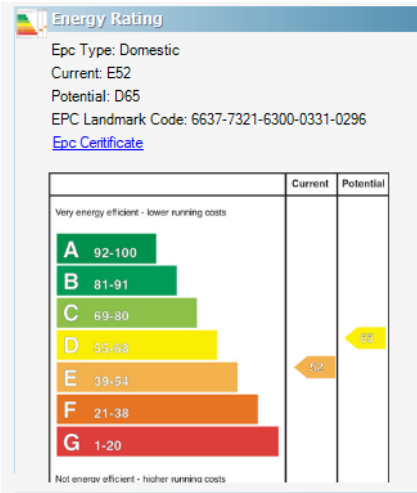 Energy Rating
Epc Type: Domestic
Current: E52
Potential: D65
EPC Landmark Code: 6637-7321-6300-0331-0296
Epc Ceritificate
Current Potential
Very energy efficient - lower running costs
A 92-100
B 81-91
C 69-80
D 55-68
65
E 39-54
52
F 21-38
G 1-20
Not energy efficient - higher running costs